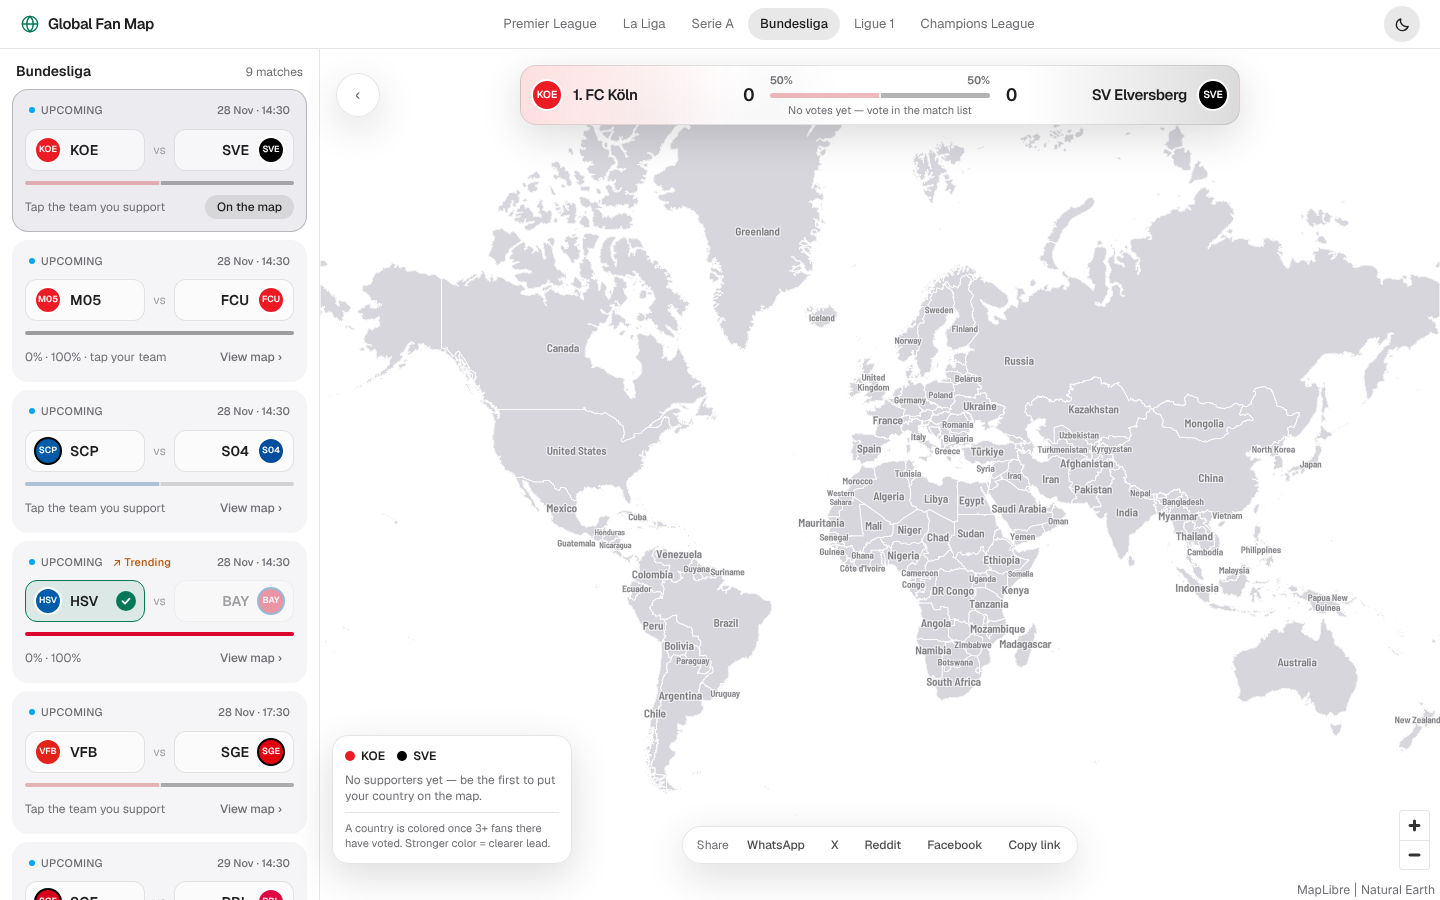 Global Fan Map
Premier League
La Liga
Serie A
Bundesliga
Ligue 1
Champions League
Bundesliga
9 matches
UPCOMING
28 Nov · 14:30
KOE KOE
vs
SVE SVE
Tap the team you support
On the map
UPCOMING
28 Nov · 14:30
M05 M05
vs
FCU FCU
0% · 100% · tap your team
View map ›
UPCOMING
28 Nov · 14:30
SCP SCP
vs
S04 S04
Tap the team you support
View map ›
UPCOMING
↗ Trending
28 Nov · 14:30
HSV HSV
vs
BAY BAY
0% · 100%
View map ›
UPCOMING
28 Nov · 17:30
VFB VFB
vs
SGE SGE
Tap the team you support
View map ›
UPCOMING
29 Nov · 14:30
‹
KOE 1. FC Köln
0
50%
50%
No votes yet — vote in the match list
0
SV Elversberg SVE
Greenland
Iceland
Sweden
Finland
Norway
Canada
Russia
United
Kingdom
Belarus
Germany
Poland
Ukraine
Kazakhstan
Mongolia
France
Romania
Italy
Bulgaria
Uzbekistan
United States
Spain
Greece
Türkiye
Turkmenistan
Kyrgyzstan
North Korea
Japan
Syria
Afghanistan
Tunisia
Iraq
Iran
China
Morocco
Pakistan
Nepal
Western
Sahara
Algeria
Libya
Egypt
Saudi Arabia
Bangladesh
Mexico
Cuba
India
Myanmar
Vietnam
Mauritania
Mali
Niger
Chad
Sudan
Oman
Honduras
Senegal
Yemen
Thailand
Guatemala
Nicaragua
Guinea
Ghana
Nigeria
Ethiopia
Cambodia
Philippines
Venezuela
Côte d'Ivoire
Colombia
Guyana
Suriname
Cameroon
Uganda
Somalia
Malaysia
Ecuador
Congo
DR Congo
Kenya
Indonesia
Tanzania
Papua New
Guinea
Peru
Brazil
Angola
Mozambique
Bolivia
Namibia
Zimbabwe
Madagascar
Paraguay
Botswana
Australia
South Africa
Argentina
Uruguay
Chile
New Zealand
KOE
SVE
No supporters yet — be the first to put
your country on the map.
A country is colored once 3+ fans there
have voted. Stronger color = clearer lead.
Share
WhatsApp
X
Reddit
Facebook
Copy link
+
−
MapLibre | Natural Earth